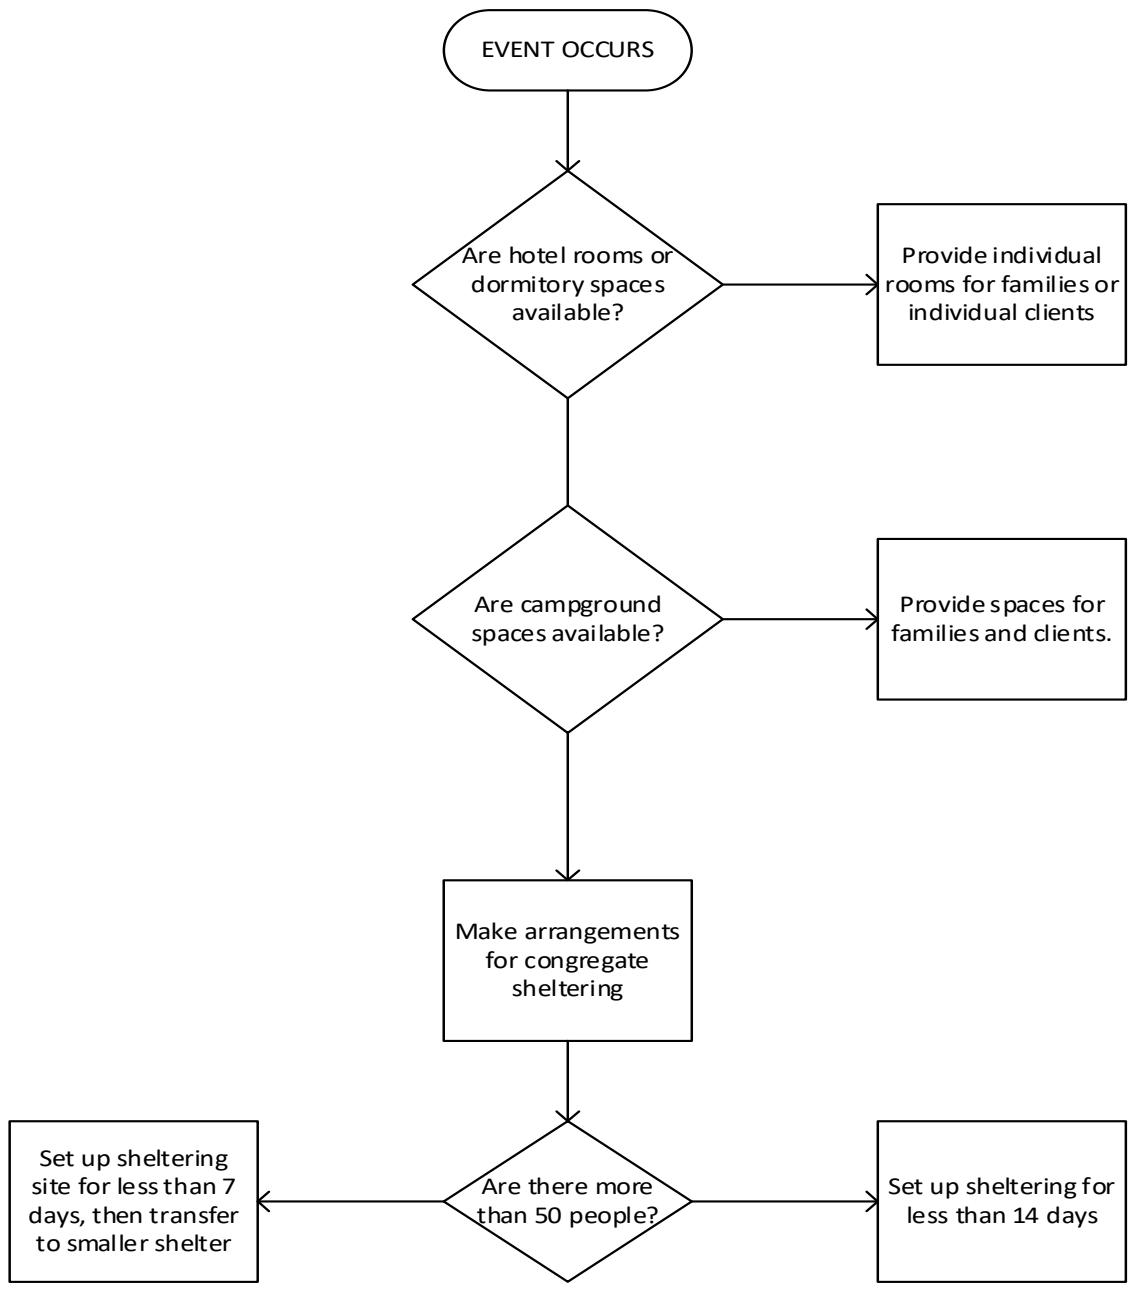 EVENT OCCURS
Are hotel rooms or
dormitory spaces
available?
Provide individual
rooms for families or
individual clients
Are campground
spaces available?
Provide spaces for
families and clients.
Make arrangements
for congregate
sheltering
Set up sheltering
site for less than 7
days, then transfer
to smaller shelter
Are there more
than 50 people?
Set up sheltering for
less than 14 days